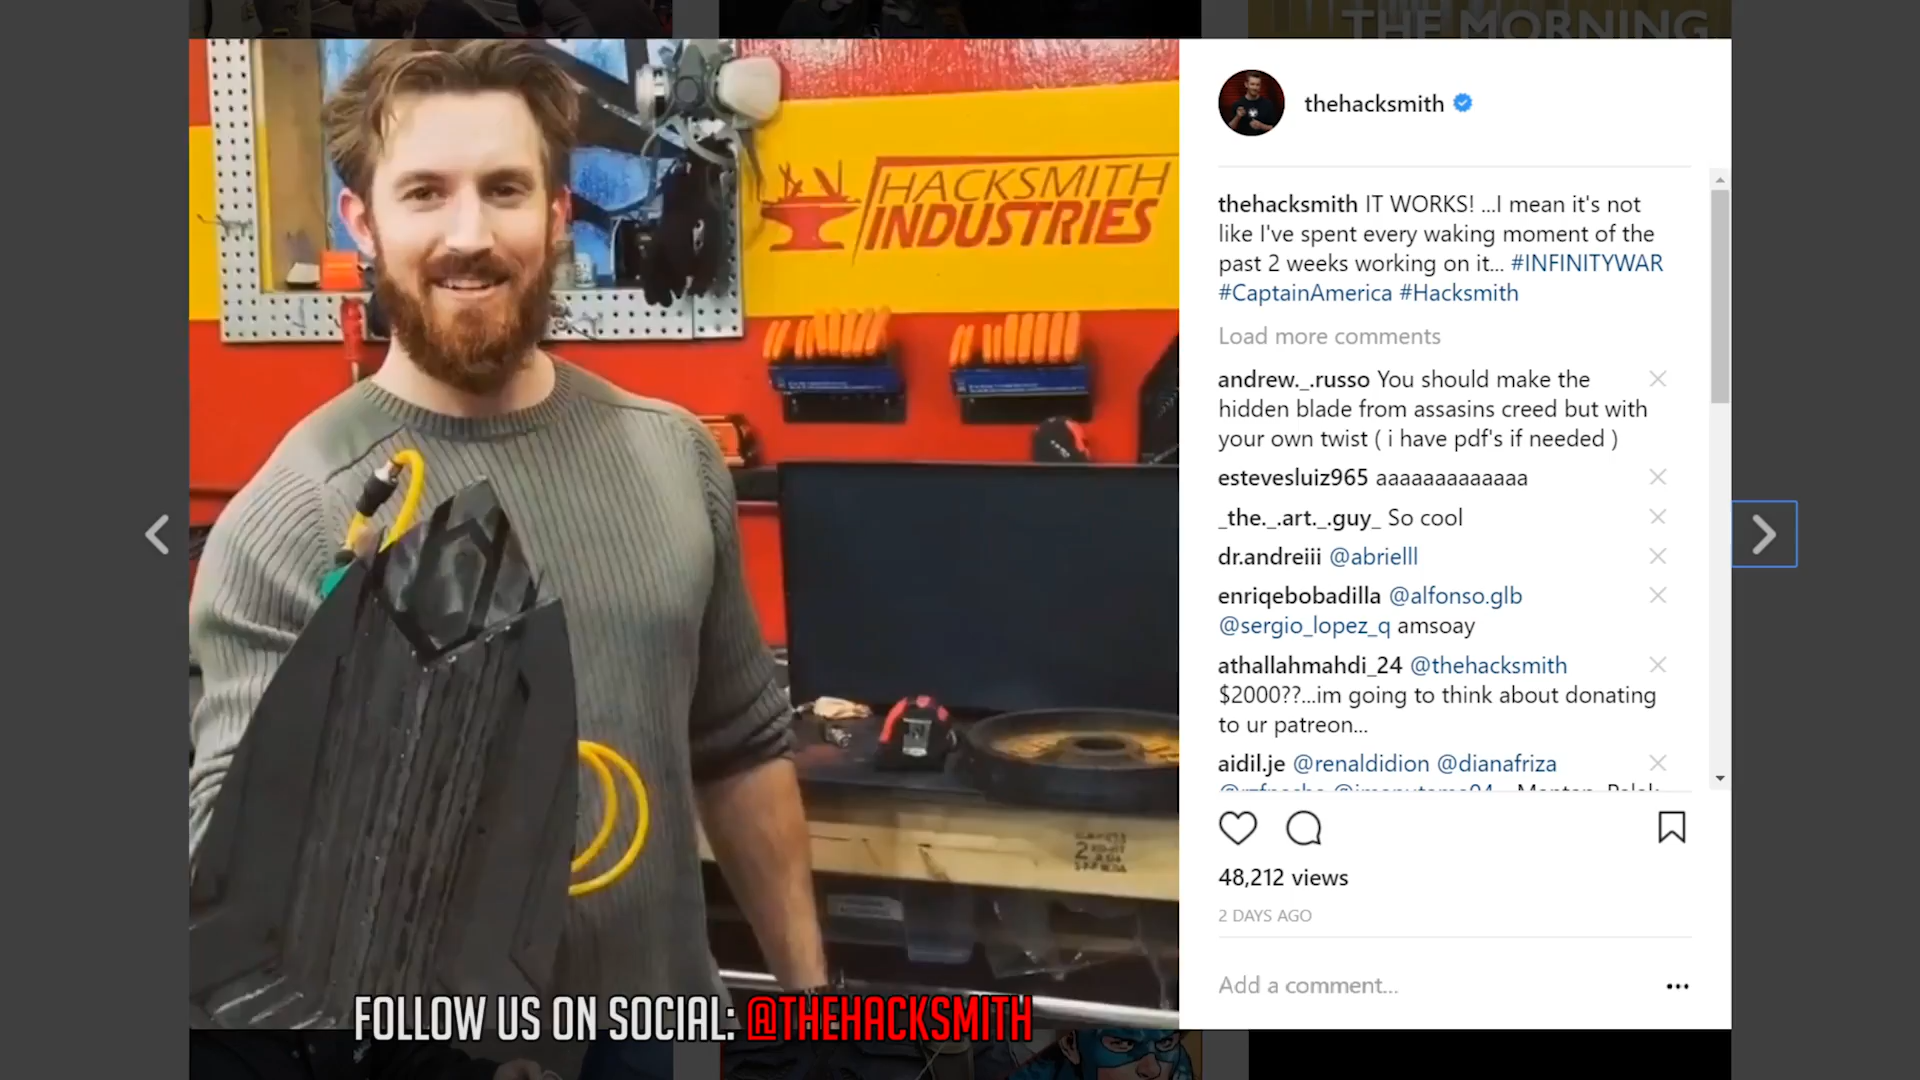 THE MORNING
HACKSMITH
INDUSTRIES
FOLLOW US ON SOCIAL: @THEHACKSMITH
thehacksmith
thehacksmith IT WORKS! ...I mean it's not
like I've spent every waking moment of the
past 2 weeks working on it... #INFINITYWAR
#CaptainAmerica #Hacksmith
Load more comments
andrew._.russo You should make the
hidden blade from assasins creed but with
your own twist ( i have pdf's if needed )
estevesluiz965 aaaaaaaaaaaaa
_the._.art._.guy_ So cool
dr.andreiii @abrielll
enriqebobadilla @alfonso.glb
@sergio_lopez_q amsoay
athallahmahdi_24 @thehacksmith
$2000??...im going to think about donating
to ur patreon...
aidil.je @renaldidion @dianafriza
48,212 views
2 DAYS AGO
Add a comment...